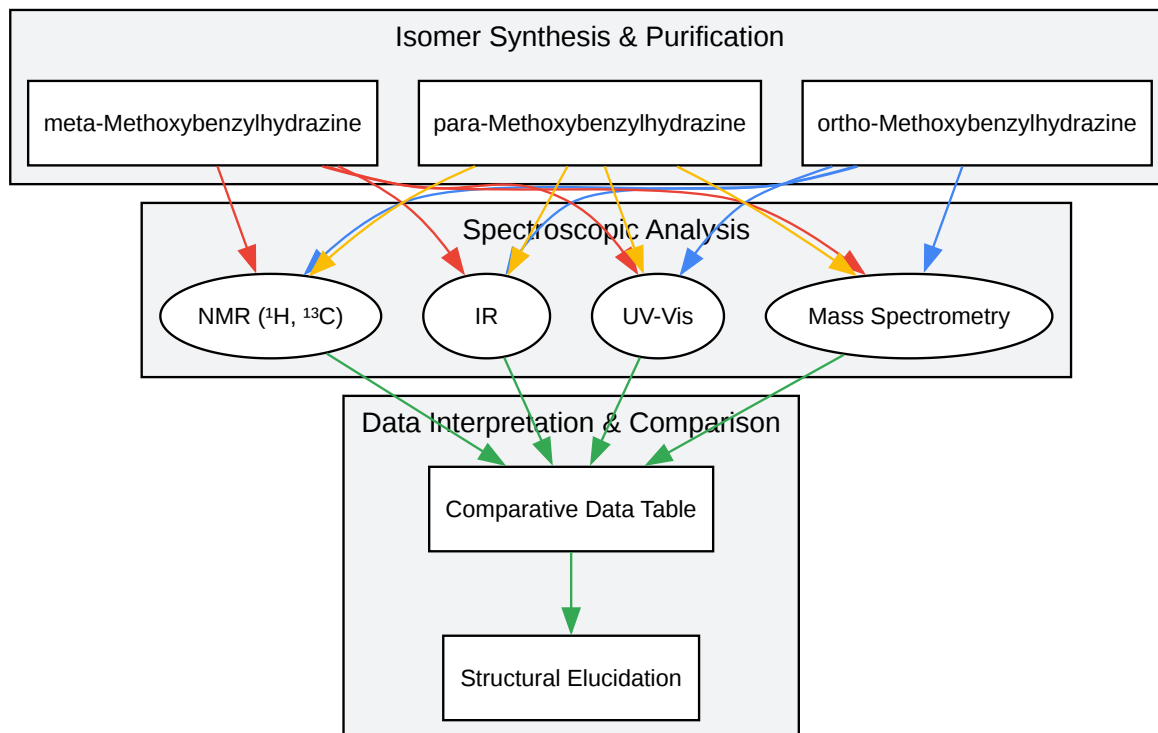 Isomer Synthesis & Purification
meta-Methoxybenzylhydrazine
para-Methoxybenzylhydrazine
ortho-Methoxybenzylhydrazine
Spectroscopic Analysis
NMR (¹H, ¹³C)
IR
UV-Vis
Mass Spectrometry
Data Interpretation & Comparison
Comparative Data Table
Structural Elucidation